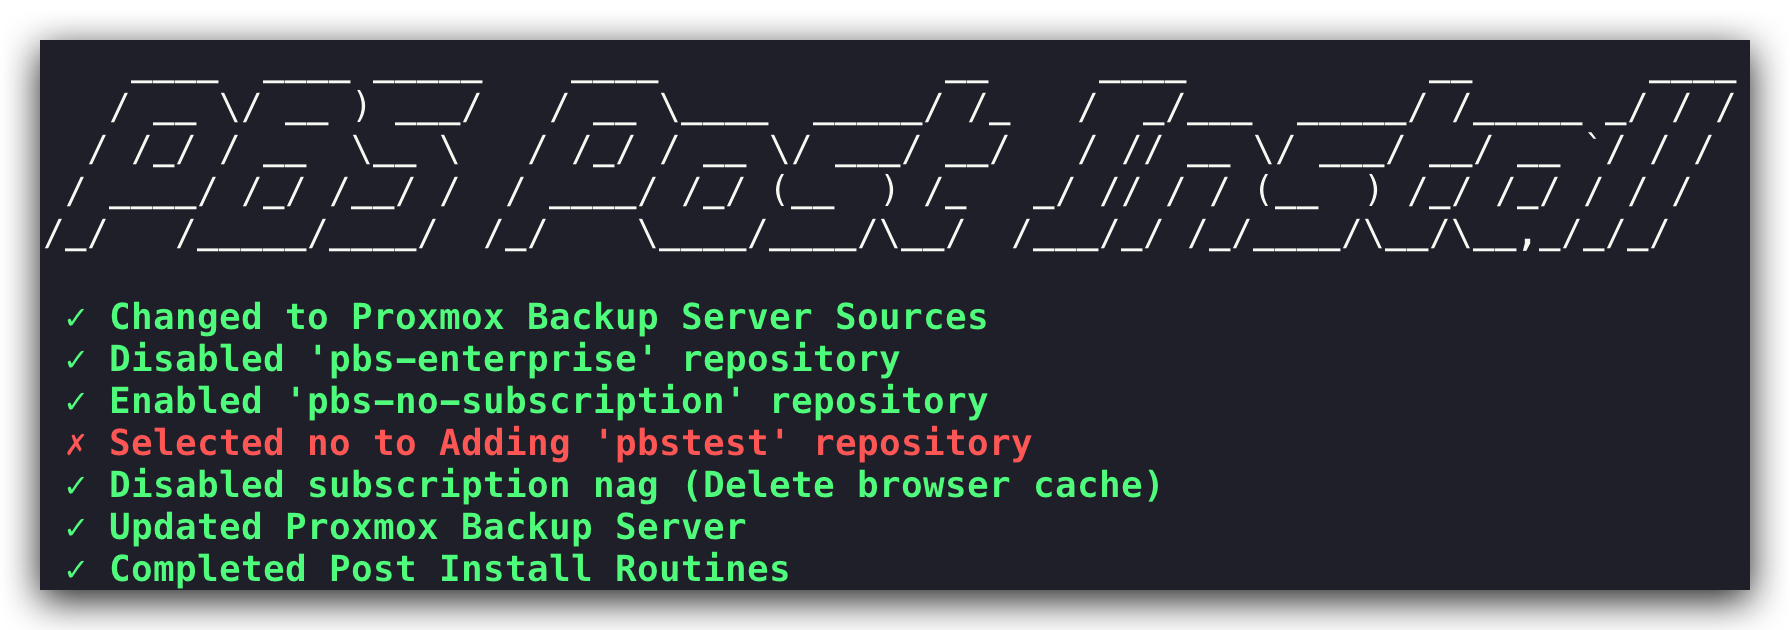 PBS Post Install
✓ Changed to Proxmox Backup Server Sources
✓ Disabled 'pbs-enterprise' repository
✓ Enabled 'pbs-no-subscription' repository
✗ Selected no to Adding 'pbstest' repository
✓ Disabled subscription nag (Delete browser cache)
✓ Updated Proxmox Backup Server
✓ Completed Post Install Routines